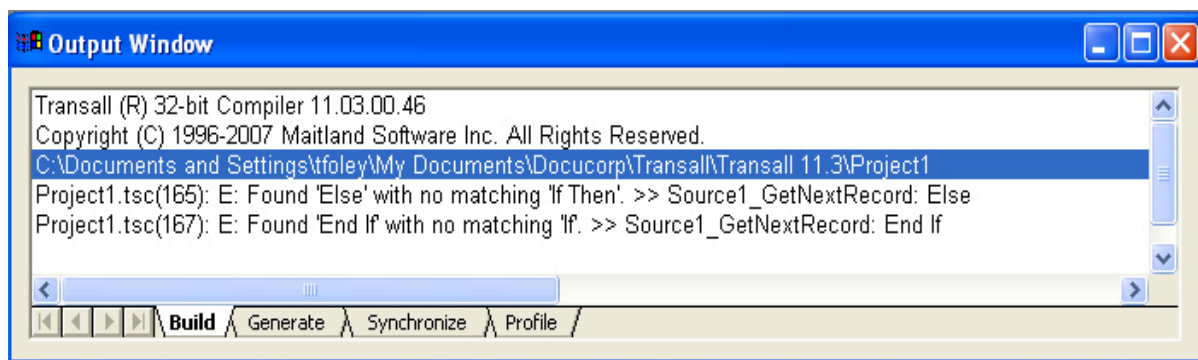 Output Window
Transall (R) 32-bit Compiler 11.03.00.46
Copyright (C) 1996-2007 Maitland Software Inc. All Rights Reserved.
C:\Documents and Settings\tfoley\My Documents\Docucorp\Transall\Transall 11.3\Project1
Project1.tsc(165): E: Found 'Else' with no matching 'If Then'. >> Source1_GetNextRecord: Else
Project1.tsc(167): E: Found 'End If' with no matching 'If'. >> Source1_GetNextRecord: End If
Build Generate Synchronize Profile